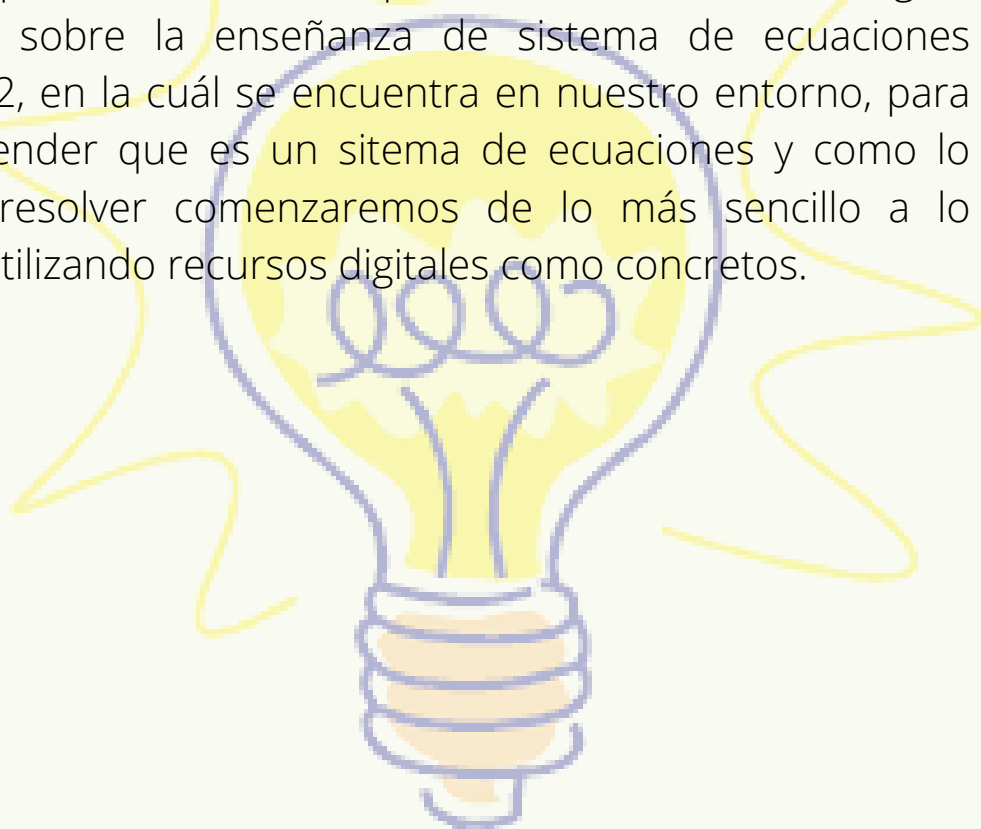 sobre la enseñanza de sistema de ecuaciones
2, en la cuál se encuentra en nuestro entorno, para
ender que es un sitema de ecuaciones y como lo
resolver comenzaremos de lo más sencillo a lo
tilizando recursos digitales como concretos.